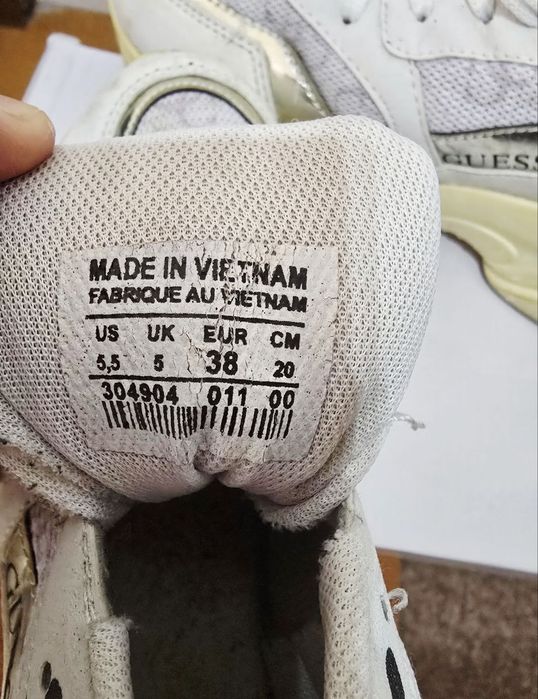 GUESS
MADE IN VIETNAM
FABRIQUE AU VIETNAM
US UK EUR CM
5,5 5 38 20
304904 011 00